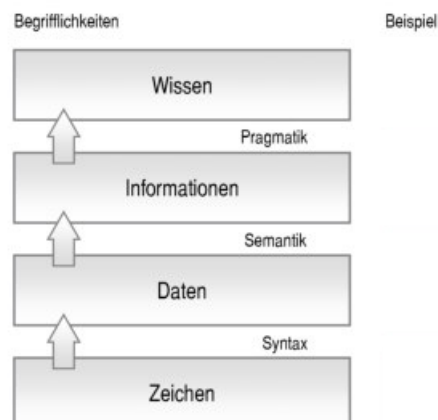 Begrifflichkeiten Beispiel
Wissen
Pragmatik
Informationen
Semantik
Daten
Syntax
Zeichen